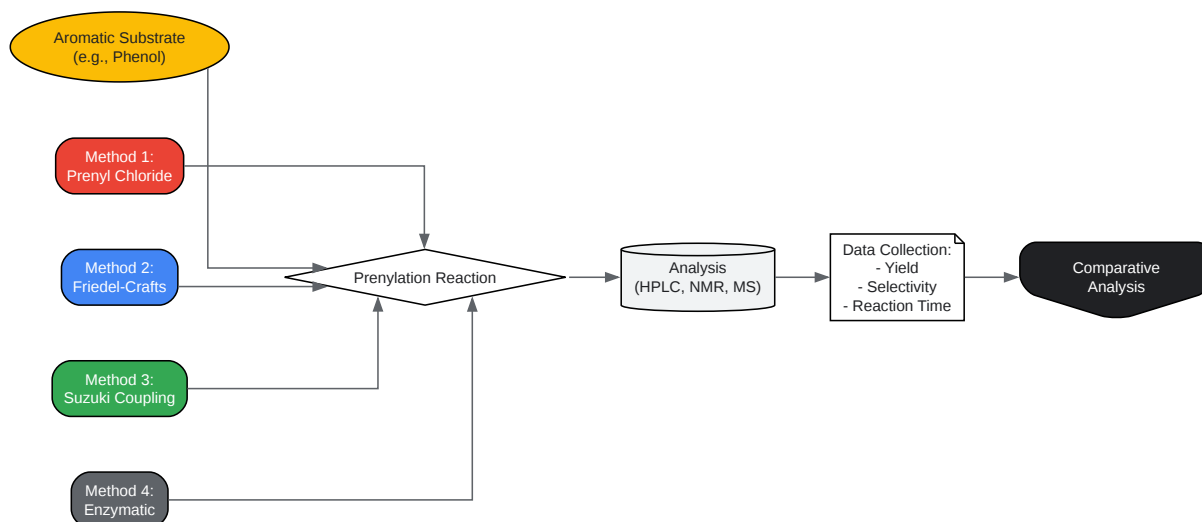 Aromatic Substrate
(e.g., Phenol)
Method 1:
Prenyl Chloride
Method 2:
Friedel-Crafts
Method 3:
Suzuki Coupling
Method 4:
Enzymatic
Prenylation Reaction
Analysis
(HPLC, NMR, MS)
Data Collection:
- Yield
- Selectivity
- Reaction Time
Comparative
Analysis